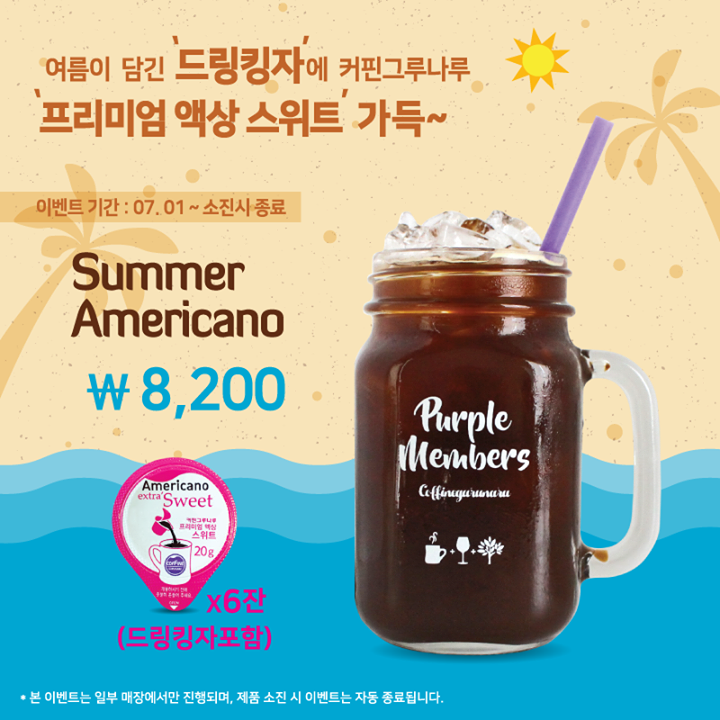 여름이 담긴 '드링킹자'에 커핀그루나루
'프리미엄 액상 스위트' 가득~
이벤트 기간 : 07. 01 ~ 소진시 종료
Summer
Americano
₩ 8,200
Purple
Members
Coffinegurunaru
Americano
extra Sweet
커핀그루나루
프리미엄 액상
스위트
20g
x6잔
(드링킹자포함)
* 본 이벤트는 일부 매장에서만 진행되며, 제품 소진 시 이벤트는 자동 종료됩니다.